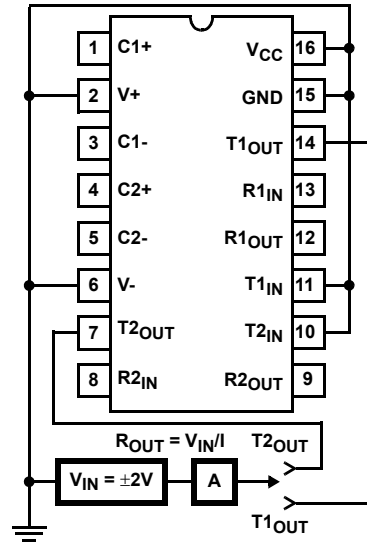 1 C1+ VCC 16
2 V+ GND 15
3 C1- T1OUT 14
4 C2+ R1IN 13
5 C2- R1OUT 12
6 V- T1IN 11
7 T2OUT T2IN 10
8 R2IN R2OUT 9
ROUT = VIN/I T2OUT
VIN = ±2V A
T1OUT